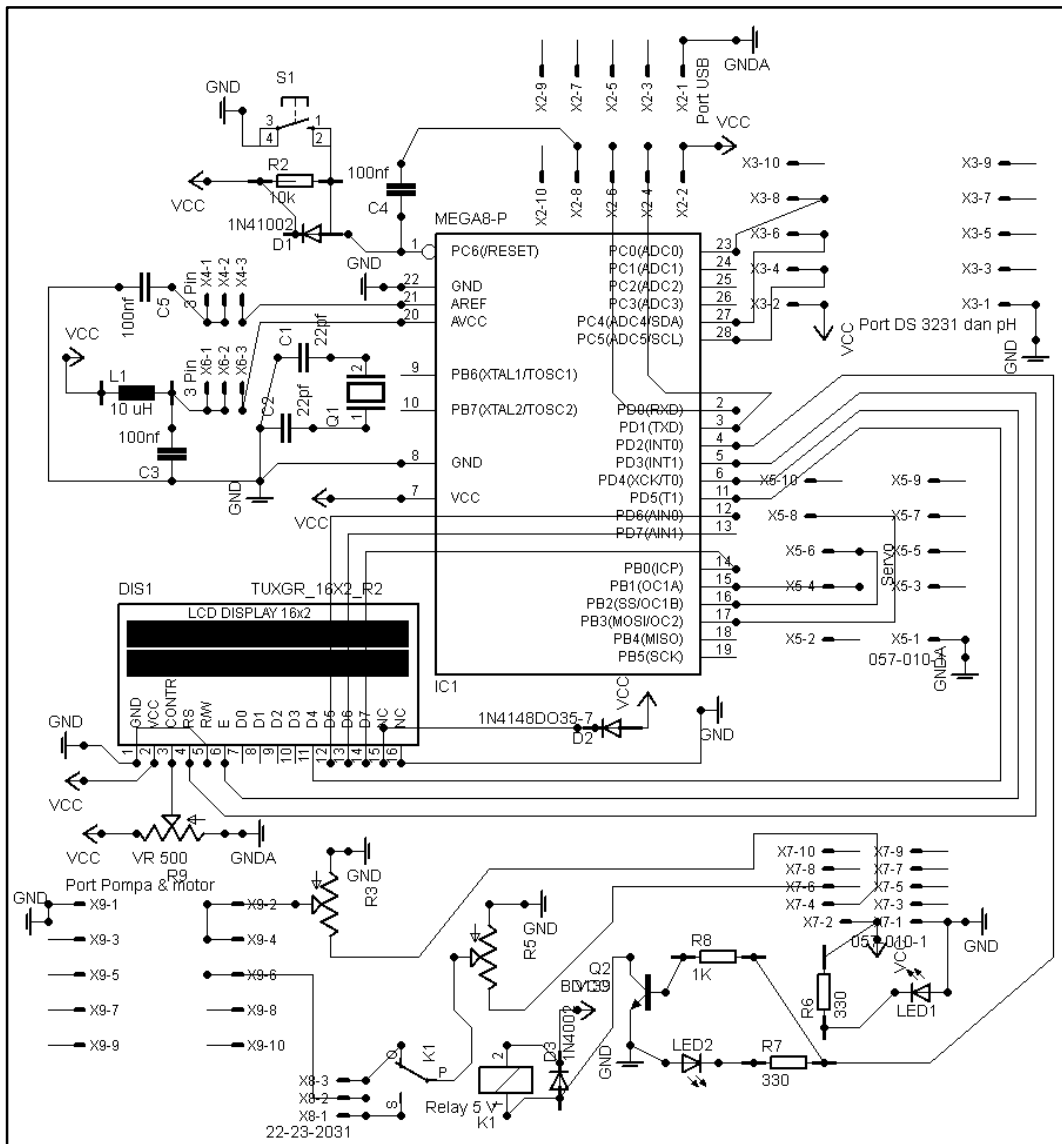 X2-9
X2-7
X2-5
X2-3
X2-1
Port USB
GNDA
VCC
X2-10
X2-8
X2-6
X2-4
X2-2
GND
S1
3
4
1
2
R2
10k
VCC
1N41002
D1
100nf
C4
MEGA8-P
1
PC6(/RESET)
GND
22
GND
21
AREF
20
AVCC
9
PB6(XTAL1/TOSC1)
10
PB7(XTAL2/TOSC2)
8
GND
7
VCC
PC0(ADC0)
23
PC1(ADC1)
24
PC2(ADC2)
25
PC3(ADC3)
26
PC4(ADC4/SDA)
27
PC5(ADC5/SCL)
28
PD0(RXD)
2
PD1(TXD)
3
PD2(INT0)
4
PD3(INT1)
5
PD4(XCK/T0)
6
PD5(T1)
11
PD6(AIN0)
12
PD7(AIN1)
13
PB0(ICP)
14
PB1(OC1A)
15
PB2(SS/OC1B)
16
PB3(MOSI/OC2)
17
PB4(MISO)
18
PB5(SCK)
19
IC1
X3-10
X3-9
X3-8
X3-7
X3-6
X3-5
X3-4
X3-3
X3-2
X3-1
VCC
Port DS 3231 dan pH
GND
100nf
C5
3 Pin
X4-1
X4-2
X4-3
VCC
L1
10 uH
3 Pin
X6-1
X6-2
X6-3
100nf
C3
C1
22pf
C2
22pf
2
1
Q1
GND
VCC
X5-10
X5-9
X5-8
X5-7
X5-6
X5-5
X5-4
X5-3
X5-2
X5-1
Servo
057-010-1
GNDA
DIS1
TUXGR_16X2_R2
LCD DISPLAY 16x2
GND
VCC
CONTR
RS
R/W
E
D0
D1
D2
D3
D4
D5
D6
D7
NC
NC
1
2
3
4
5
6
7
8
9
10
11
12
13
14
15
16
GND
VCC
1N4148DO35-7
D2
VCC
GND
VCC
VR 500
R9
GNDA
Port Pompa & motor
GND
X9-1
X9-2
X9-3
X9-4
X9-5
X9-6
X9-7
X9-8
X9-9
X9-10
GND
R3
GND
R5
X7-10
X7-9
X7-8
X7-7
X7-6
X7-5
X7-4
X7-3
X7-2
X7-1
057-010-1
VCC
GND
R6
330
LED1
R8
1K
Q2
VCC
D3
1N4002
GND
LED2
R7
330
K1
P
O
S
X8-3
X8-2
X8-1
22-23-2031
2
1
Relay 5 V
K1